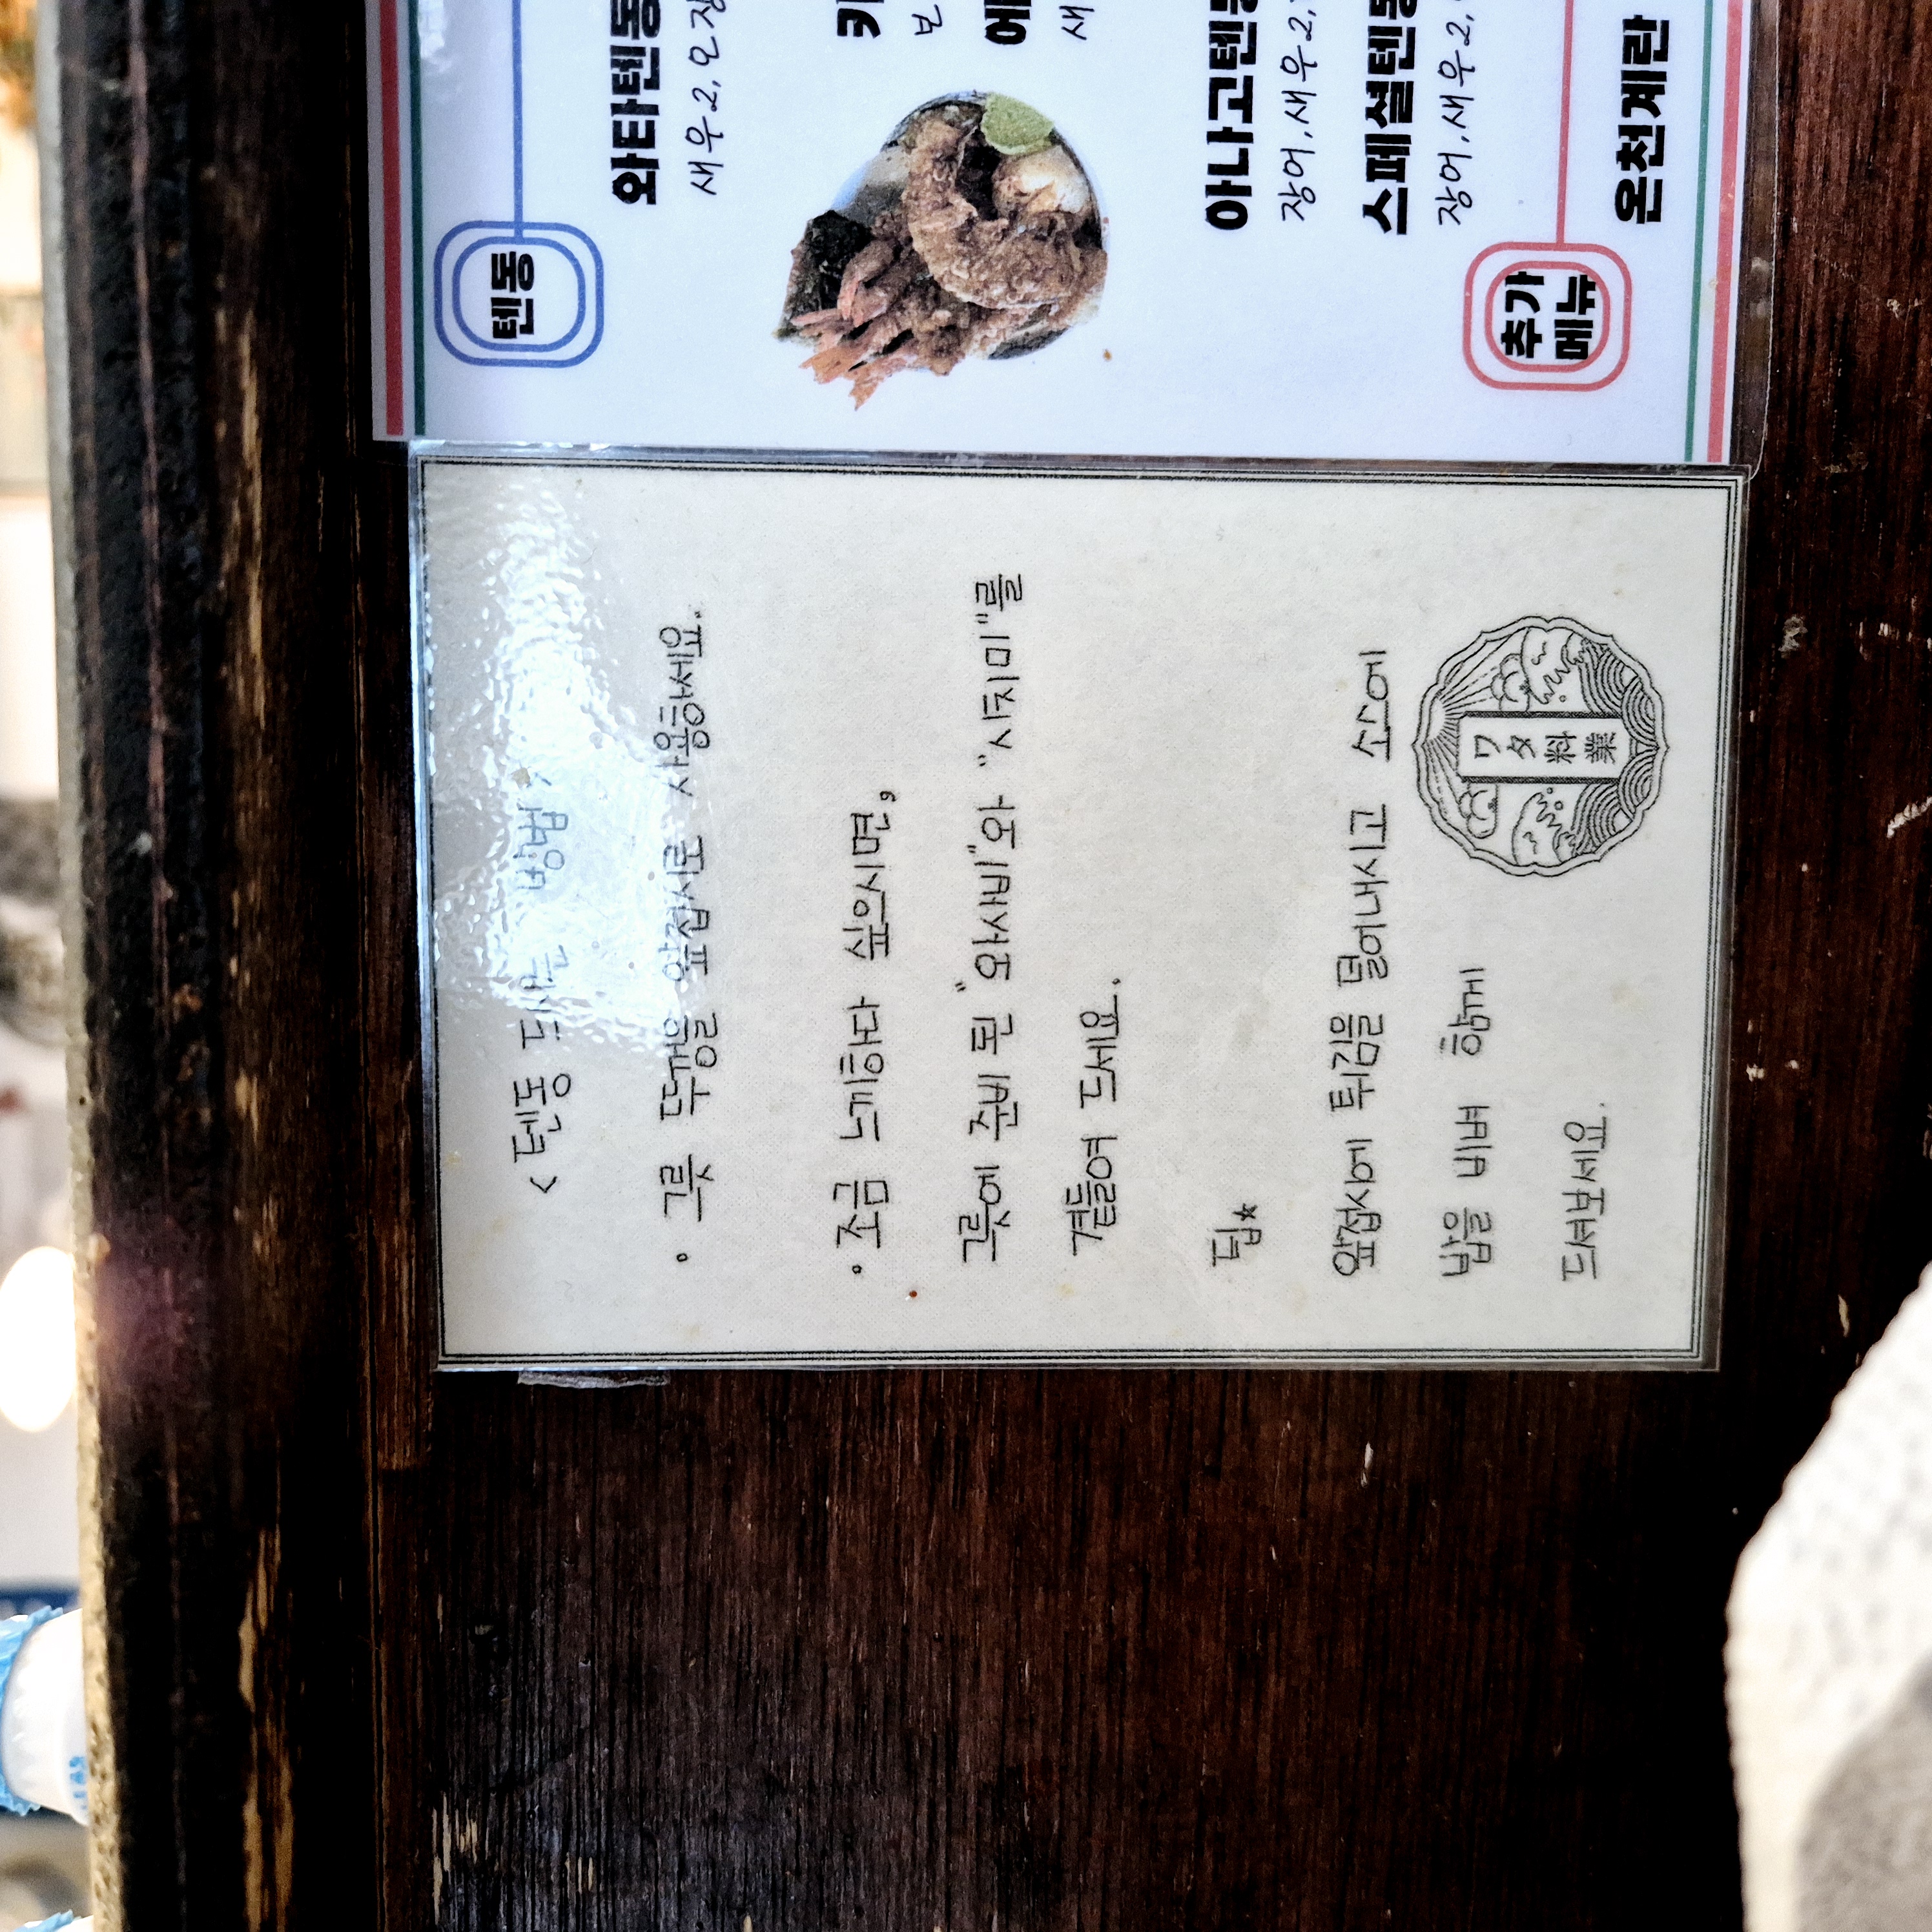 텐동
와타텐동
새우2, 오징
아나고텐동
장어, 새우2,
스페셜텐동
장어, 새우2,
추가
메뉴
온천계란
<텐동 방법
• 그릇 뚜껑을 앞접시로 사용하세요.
• 조금 느끼하다 싶으시면,
그릇에 준비 된 "와사비"와 "시치미"를
곁들여 드세요.
팁★
앞접시에 튀김을 덜어내시고 소스에
밥을 비벼 함께
드셔보세요.
ワタ料業